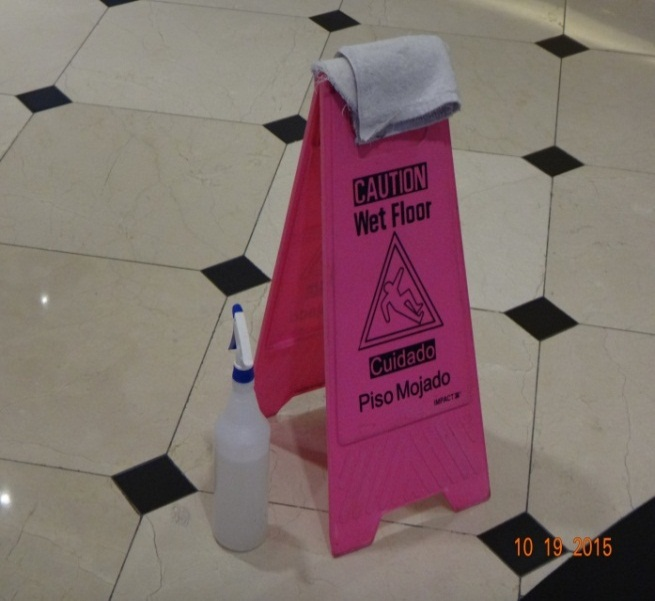 CAUTION
Wet Floor
Cuidado
Piso Mojado
IMPACT
10 19 2015